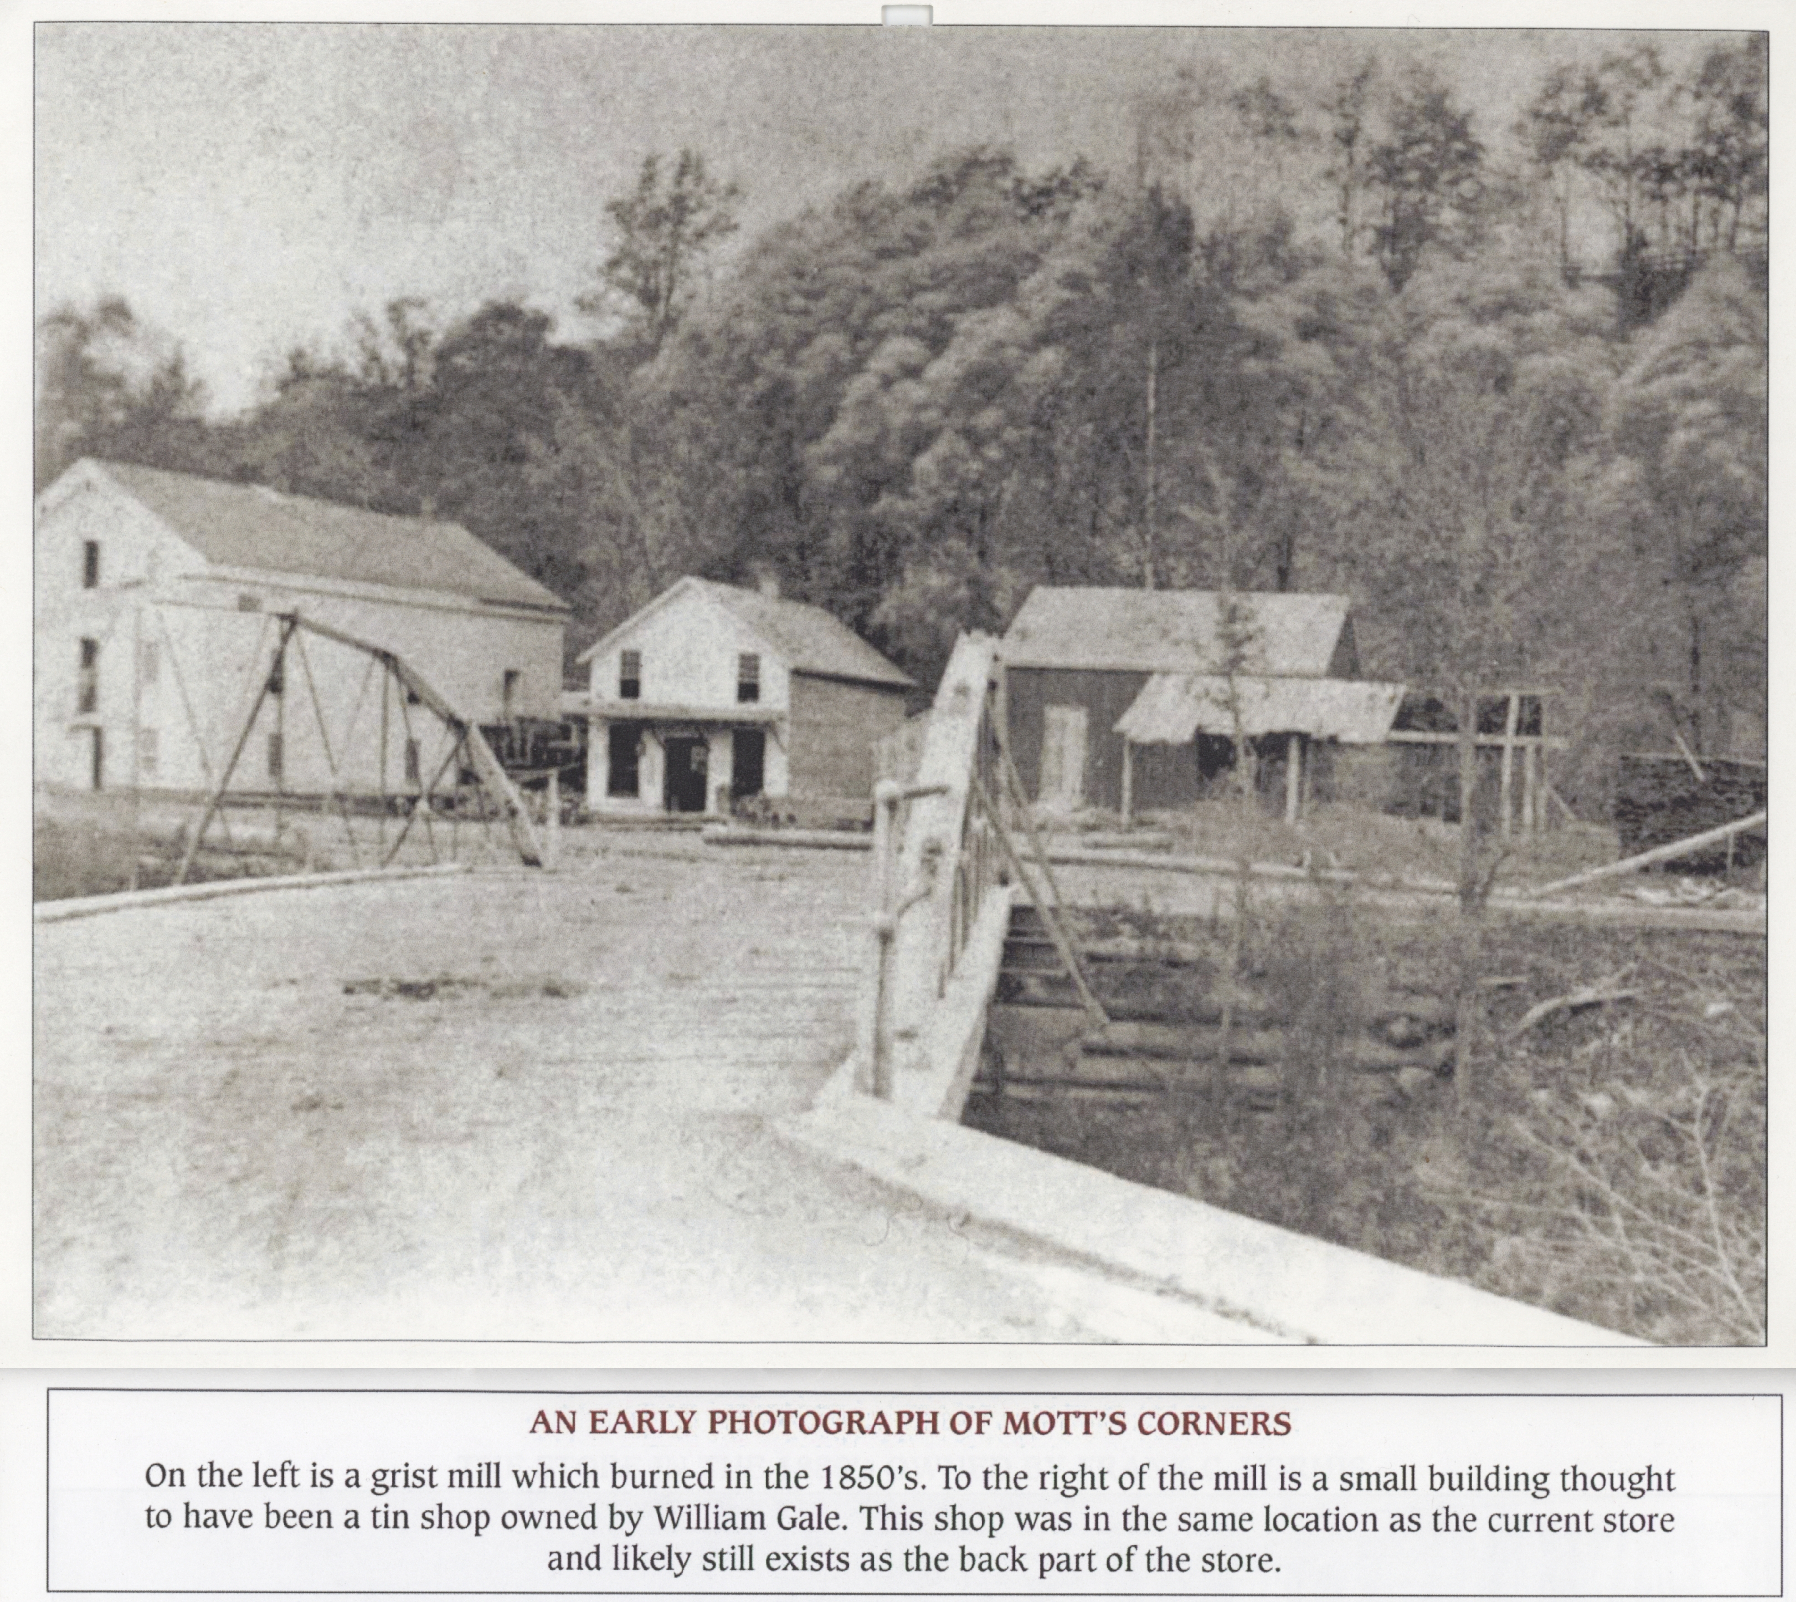 AN EARLY PHOTOGRAPH OF MOTT'S CORNERS
On the left is a grist mill which burned in the 1850's. To the right of the mill is a small building thought
to have been a tin shop owned by William Gale. This shop was in the same location as the current store
and likely still exists as the back part of the store.